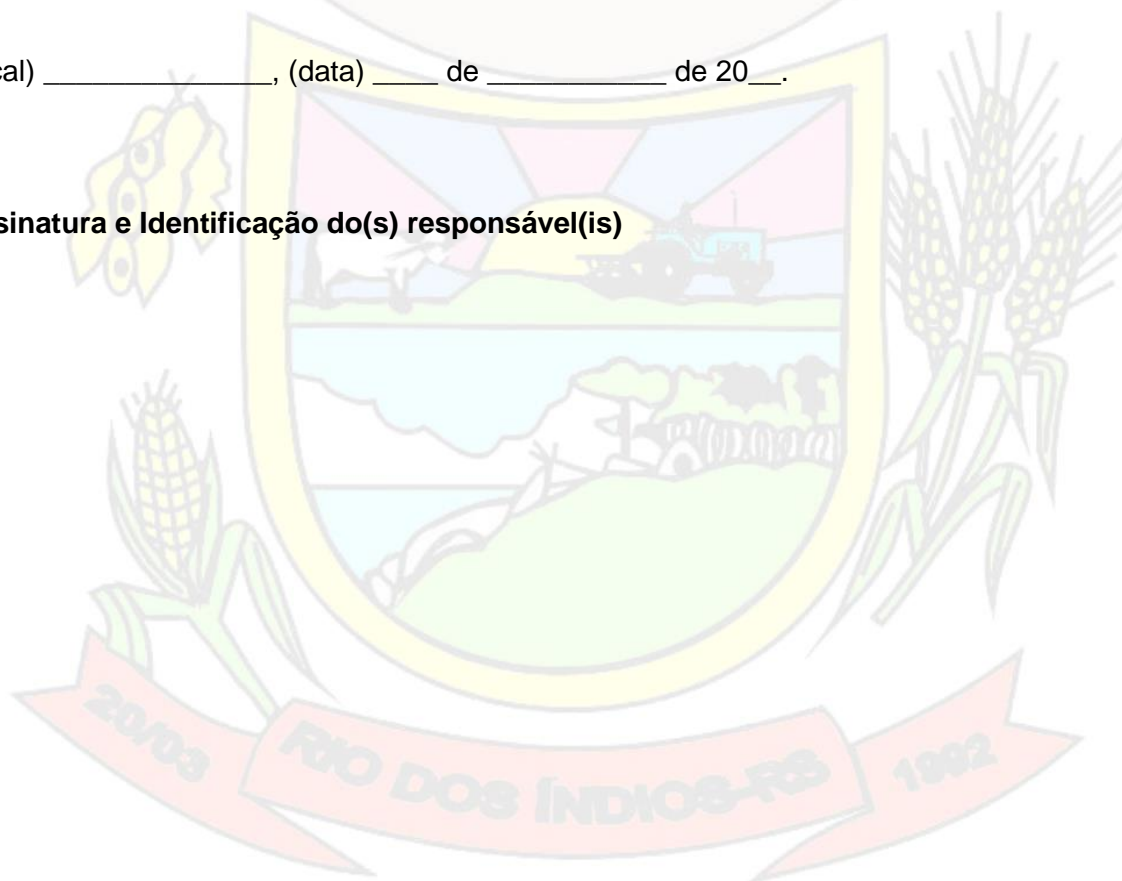 cal) ______________, (data) ____ de ___________ de 20__.
sinatura e Identificação do(s) responsável(is)
20/03 RIO DOS ÍNDIOS-RS 1992